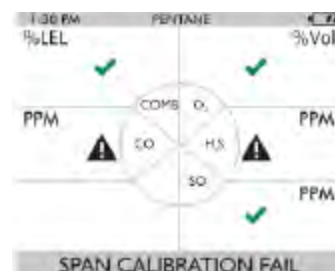 1:30 PM PENTANE
%LEL %Vol
COMB O₂
PPM PPM
CO H₂S
SO
PPM
SPAN CALIBRATION FAIL